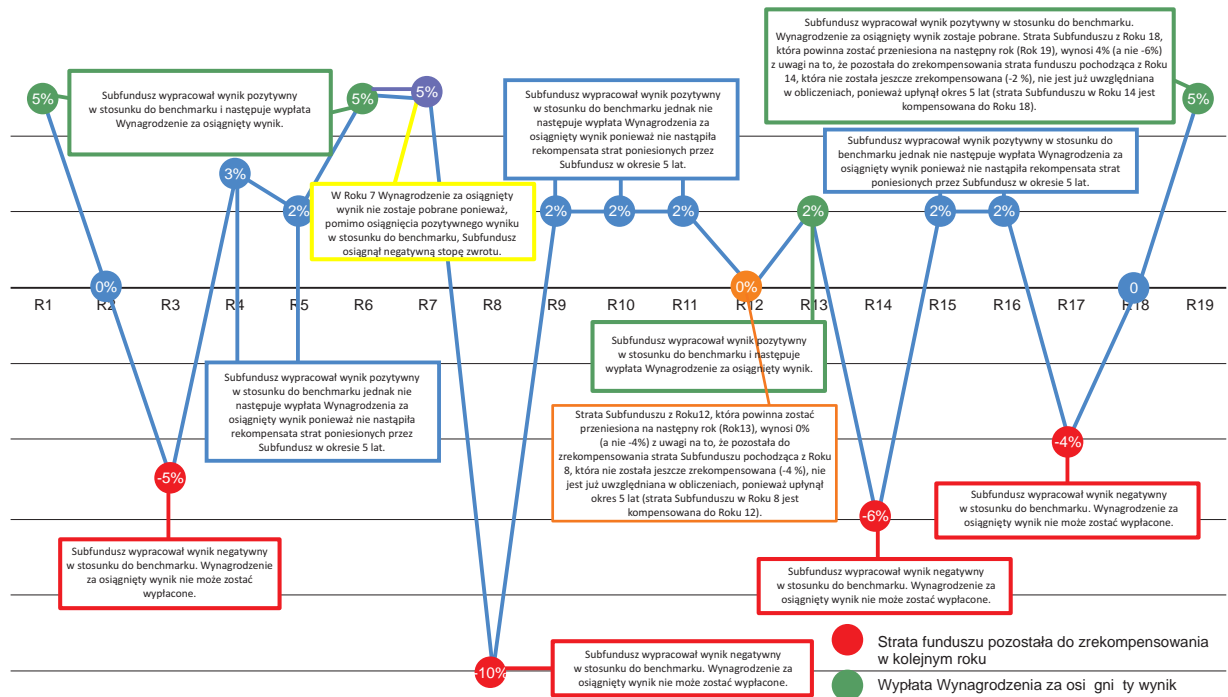 Subfundusz wypracował wynik pozytywny w stosunku do benchmarku.
Wynagrodzenie za osiągnięty wynik zostaje pobrane. Strata Subfunduszu z Roku 18,
która powinna zostać przeniesiona na następny rok (Rok 19), wynosi 4% (a nie -6%)
z uwagi na to, że pozostała do zrekompensowania strata funduszu pochodząca z Roku
14, która nie została jeszcze zrekompensowana (-2 %), nie jest już uwzględniana
w obliczeniach, ponieważ upłynął okres 5 lat (strata Subfunduszu w Roku 14 jest
kompensowana do Roku 18).
5%
5%
5%
5%
Subfundusz wypracował wynik pozytywny
w stosunku do benchmarku i następuje wypłata
Wynagrodzenie za osiągnięty wynik.
Subfundusz wypracował wynik pozytywny
w stosunku do benchmarku jednak nie
następuje wypłata Wynagrodzenia za
osiągnięty wynik ponieważ nie nastąpiła
rekompensata strat poniesionych przez
Subfundusz w okresie 5 lat.
Subfundusz wypracował wynik pozytywny w stosunku do
benchmarku jednak nie następuje wypłata Wynagrodzenia za
osiągnięty wynik ponieważ nie nastąpiła rekompensata strat
poniesionych przez Subfundusz w okresie 5 lat.
3%
2%
W Roku 7 Wynagrodzenie za osiągnięty
wynik nie zostaje pobrane ponieważ,
pomimo osiągnięcia pozytywnego wyniku
w stosunku do benchmarku, Subfundusz
osiągnął negatywną stopę zwrotu.
2%
2%
2%
2%
2%
2%
0%
0%
0
R1
R2
R3
R4
R5
R6
R7
R8
R9
R10
R11
R12
R13
R14
R15
R16
R17
R18
R19
Subfundusz wypracował wynik pozytywny
w stosunku do benchmarku i następuje
wypłata Wynagrodzenie za osiągnięty wynik.
Subfundusz wypracował wynik pozytywny
w stosunku do benchmarku jednak nie
następuje wypłata Wynagrodzenia za
osiągnięty wynik ponieważ nie nastąpiła
rekompensata strat poniesionych przez
Subfundusz w okresie 5 lat.
Strata Subfunduszu z Roku12, która powinna zostać
przeniesiona na następny rok (Rok13), wynosi 0%
(a nie -4%) z uwagi na to, że pozostała do
zrekompensowania strata Subfunduszu pochodząca z Roku
8, która nie została jeszcze zrekompensowana (-4 %), nie
jest już uwzględniana w obliczeniach, ponieważ upłynął
okres 5 lat (strata Subfunduszu w Roku 8 jest
kompensowana do Roku 12).
-4%
-5%
-6%
Subfundusz wypracował wynik negatywny
w stosunku do benchmarku. Wynagrodzenie za
osiągnięty wynik nie może zostać wypłacone.
Subfundusz wypracował wynik negatywny
w stosunku do benchmarku. Wynagrodzenie
za osiągnięty wynik nie może zostać
wypłacone.
Subfundusz wypracował wynik negatywny
w stosunku do benchmarku. Wynagrodzenie za
osiągnięty wynik nie może zostać wypłacone.
-10%
Subfundusz wypracował wynik negatywny
w stosunku do benchmarku. Wynagrodzenie za
osiągnięty wynik nie może zostać wypłacone.
Strata funduszu pozostała do zrekompensowania
w kolejnym roku
Wypłata Wynagrodzenia za osi gni ty wynik